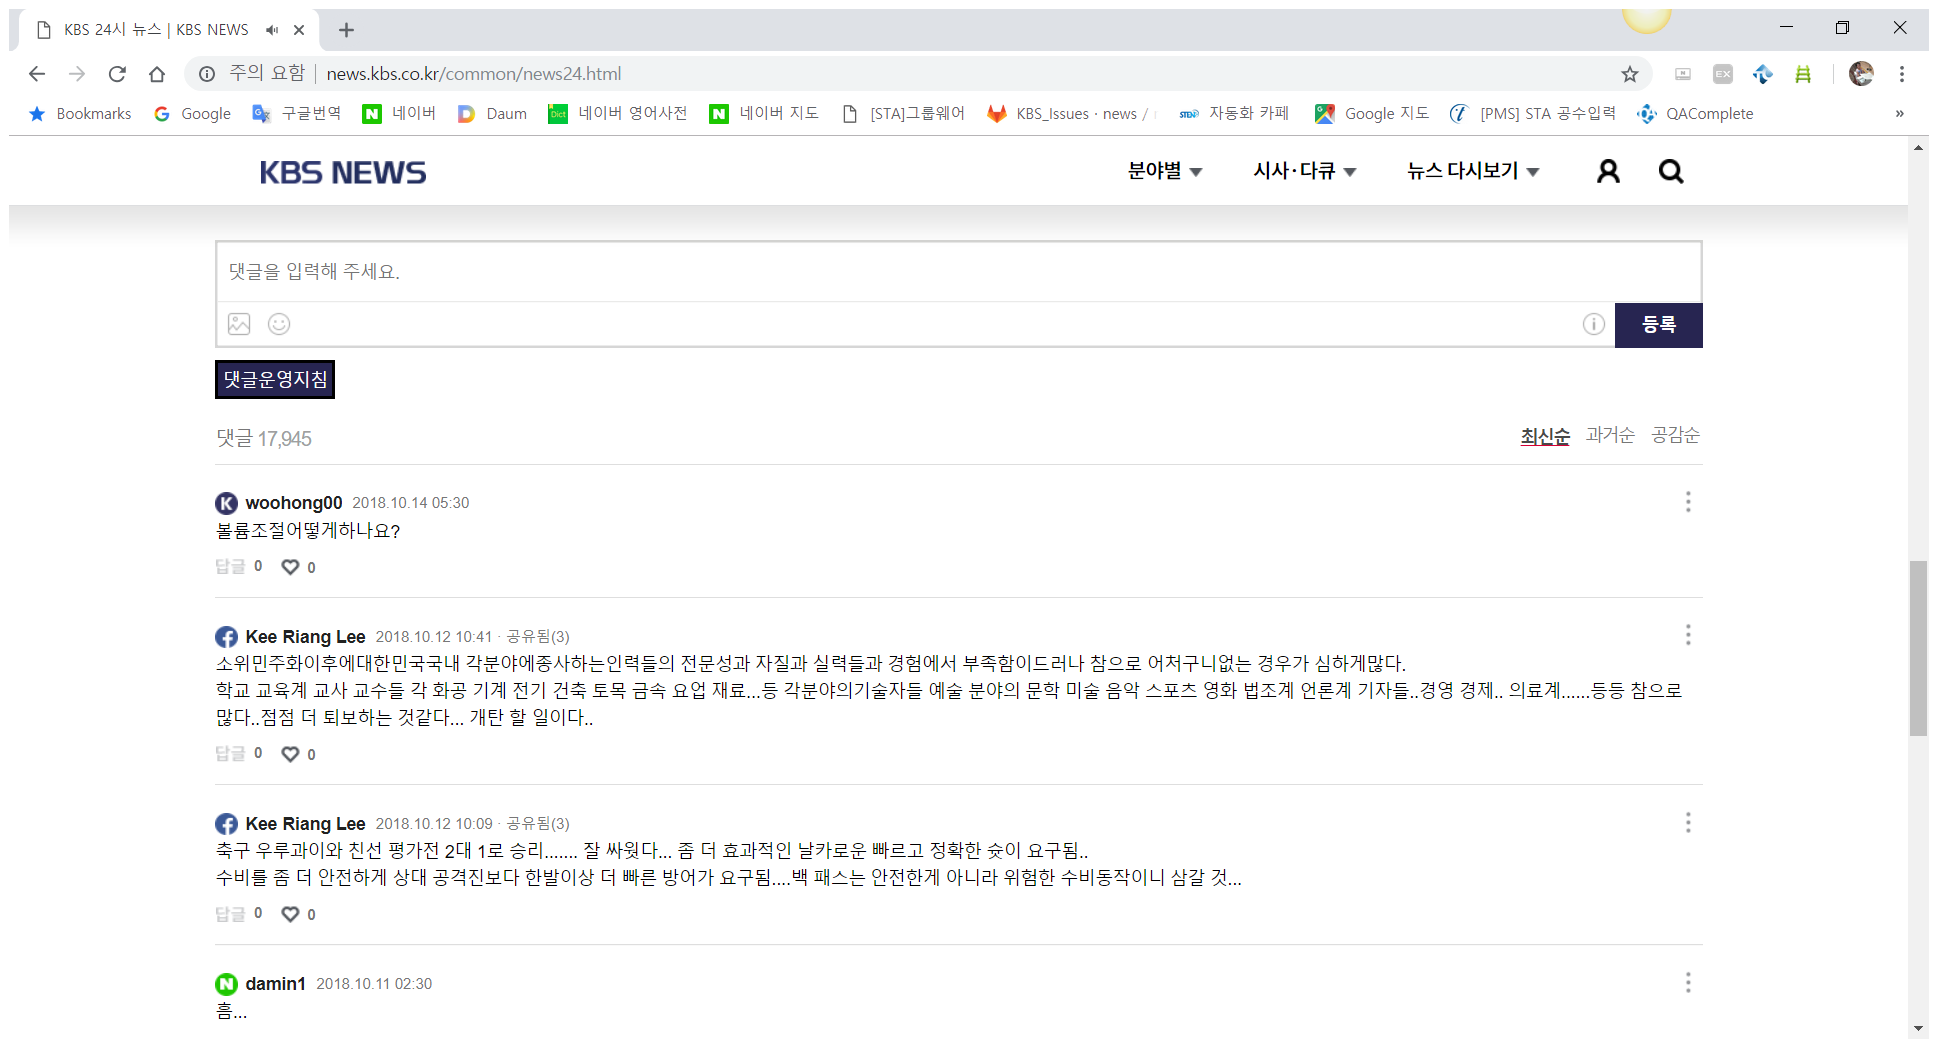 KBS 24시 뉴스 | KBS NEWS
주의 요함 | news.kbs.co.kr/common/news24.html
EX
Bookmarks Google 구글번역 네이버 Daum 네이버 영어사전 네이버 지도 [STA]그룹웨어 KBS_Issues · news / 자동화 카페 Google 지도 [PMS] STA 공수입력 QAComplete »
KBS NEWS 분야별 시사·다큐 뉴스 다시보기
댓글을 입력해 주세요.
등록
댓글운영지침
댓글 17,945 최신순 과거순 공감순
woohong00 2018.10.14 05:30
볼륨조절어떻게하나요?
답글 0 0
Kee Riang Lee 2018.10.12 10:41 · 공유됨(3)
소위민주화이후에대한민국국내 각분야에종사하는인력들의 전문성과 자질과 실력들과 경험에서 부족함이드러나 참으로 어처구니없는 경우가 심하게많다.
학교 교육계 교사 교수들 각 화공 기계 전기 건축 토목 금속 요업 재료...등 각분야의기술자들 예술 분야의 문학 미술 음악 스포츠 영화 법조계 언론계 기자들..경영 경제.. 의료계......등등 참으로
많다..점점 더 퇴보하는 것같다... 개탄 할 일이다..
답글 0 0
Kee Riang Lee 2018.10.12 10:09 · 공유됨(3)
축구 우루과이와 친선 평가전 2대 1로 승리....... 잘 싸웟다... 좀 더 효과적인 날카로운 빠르고 정확한 슛이 요구됨..
수비를 좀 더 안전하게 상대 공격진보다 한발이상 더 빠른 방어가 요구됨....백 패스는 안전한게 아니라 위험한 수비동작이니 삼갈 것...
답글 0 0
damin1 2018.10.11 02:30
흠...